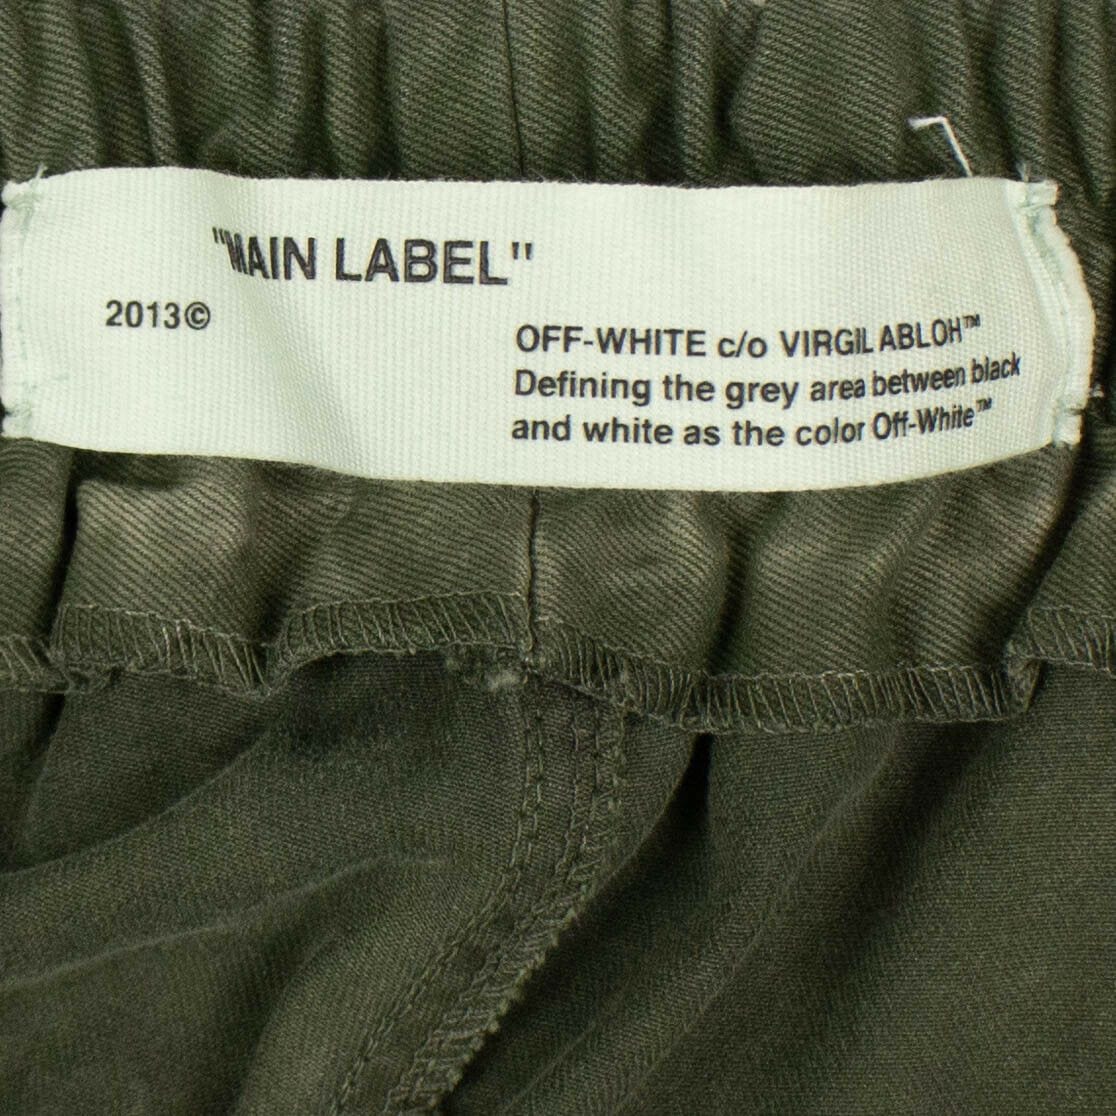 "MAIN LABEL"
2013©
OFF-WHITE c/o VIRGIL ABLOH™
Defining the grey area between black
and white as the color Off-White™